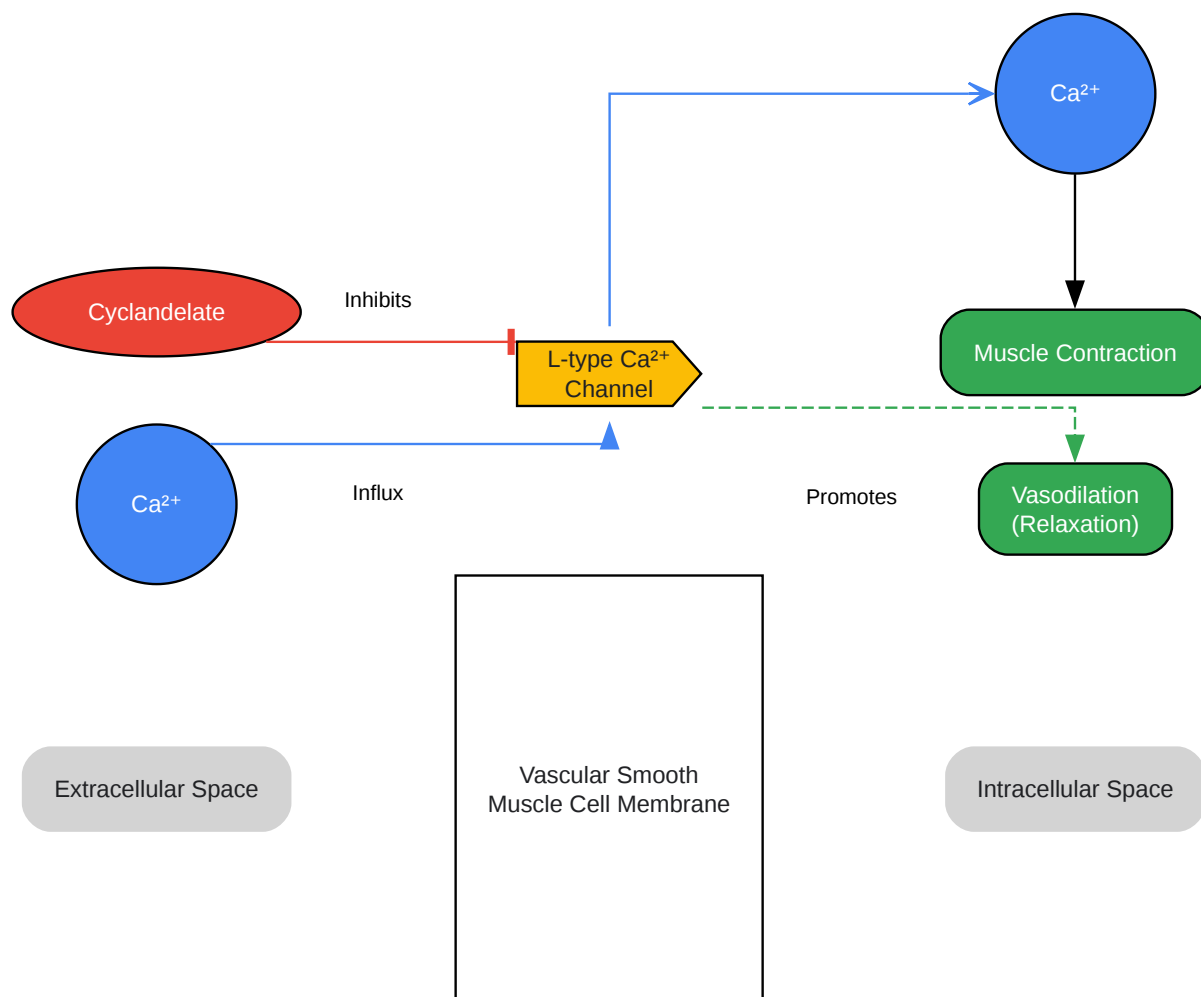 Ca²⁺
Cyclandelate
Inhibits
L-type Ca²⁺
Channel
Muscle Contraction
Ca²⁺
Influx
Promotes
Vasodilation
(Relaxation)
Extracellular Space
Vascular Smooth
Muscle Cell Membrane
Intracellular Space